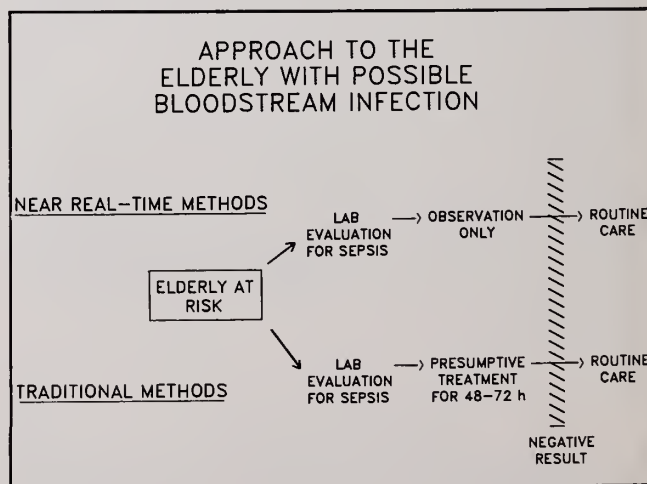 APPROACH TO THE
ELDERLY WITH POSSIBLE
BLOODSTREAM INFECTION
NEAR REAL-TIME METHODS
LAB
EVALUATION
FOR SEPSIS
OBSERVATION
ONLY
ROUTINE
CARE
ELDERLY AT
RISK
LAB
EVALUATION
FOR SEPSIS
PRESUMPTIVE
TREATMENT
FOR 48-72 h
ROUTINE
CARE
TRADITIONAL METHODS
NEGATIVE
RESULT